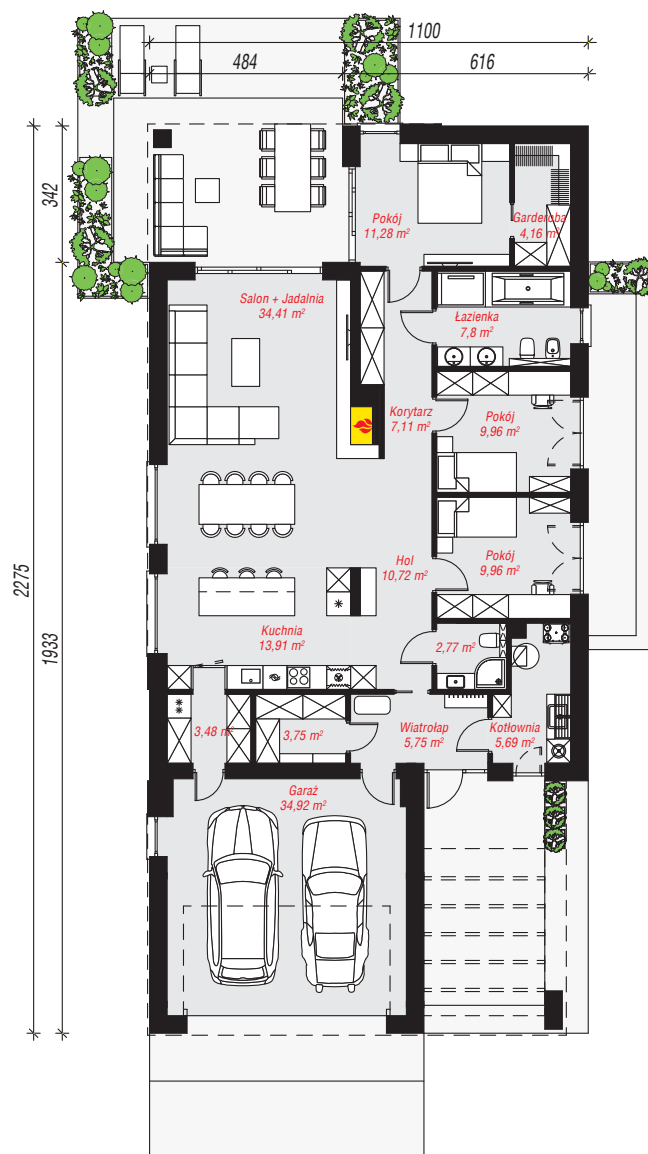 1100
484
616
342
2275
1933
Pokój
11,28 m²
Garderoba
4,16 m²
Salon + Jadalnia
34,41 m²
Łazienka
7,8 m²
Korytarz
7,11 m²
Pokój
9,96 m²
Hol
10,72 m²
Pokój
9,96 m²
Kuchnia
13,91 m²
2,77 m²
3,48 m²
3,75 m²
Wiatrołap
5,75 m²
Kotłownia
5,69 m²
Garaż
34,92 m²